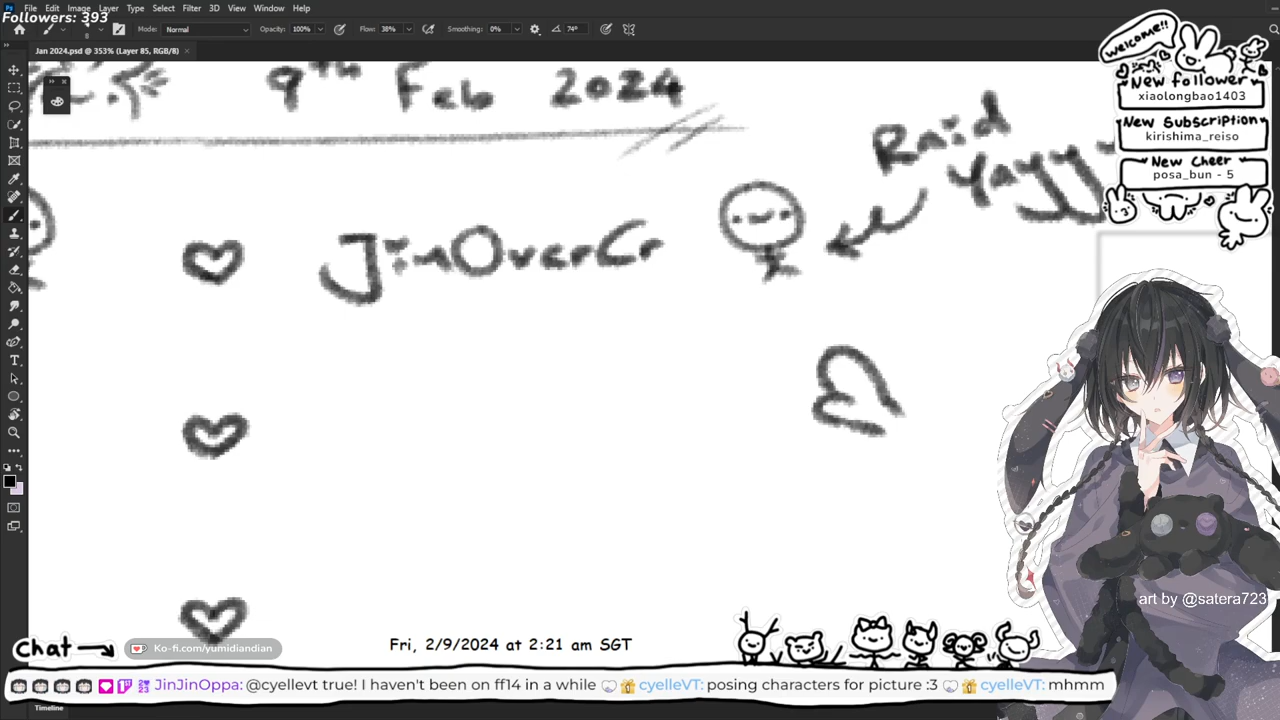 Ps File Edit Image Layer Type Select Filter 3D View Window Help
Followers: 393
Mode: Normal Opacity: 100% Flow: 38% Smoothing: 0% 74°
Jan 2024.psd @ 353% (Layer 85, RGB/8)
9th Feb 2024
welcome!!
New follower
xiaolongbao1403
New Subscription
kirishima_reiso
New Cheer
posa_bun - 5
Raid
Yayyy
JinOverCr
art by @satera723
Fri, 2/9/2024 at 2:21 am SGT
chat
Ko-fi.com/yumidiandian
JinJinOppa: @cyellevt true! I haven't been on ff14 in a while cyelleVT: posing characters for picture :3 cyelleVT: mhmm
Timeline